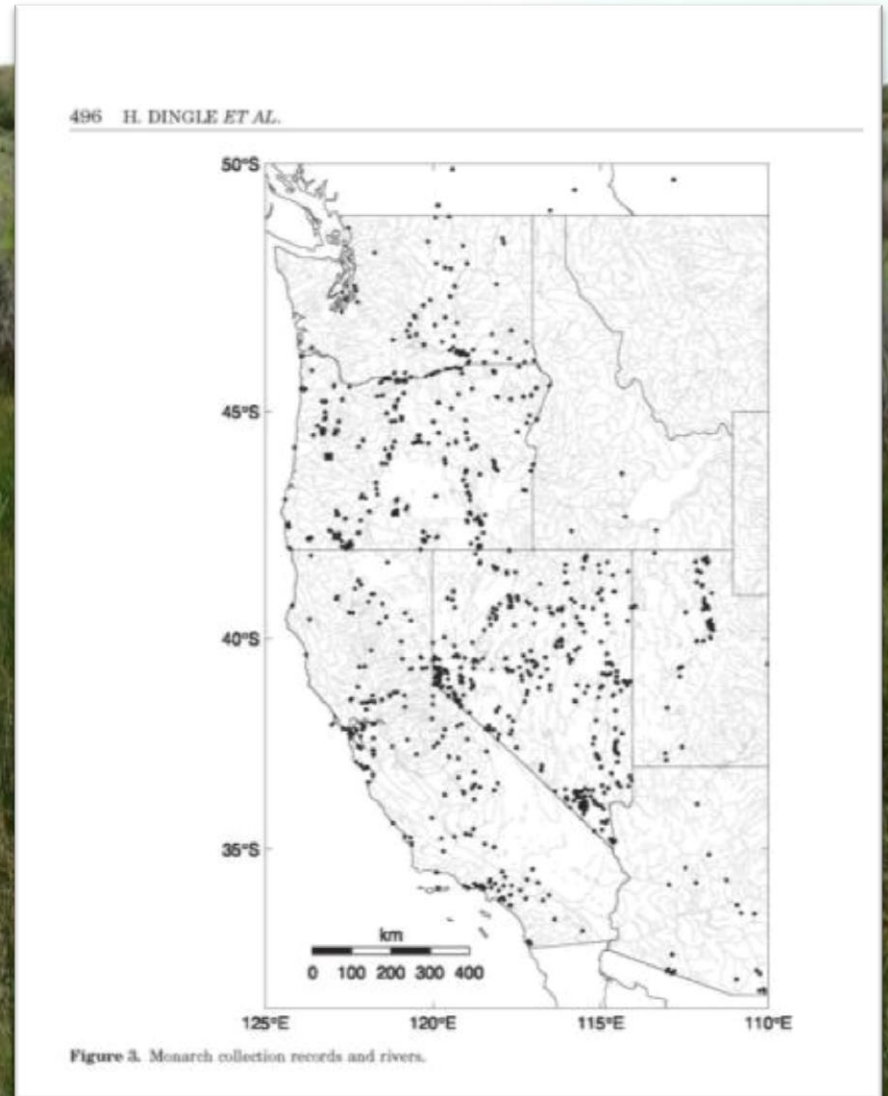 496 H. DINGLE ET AL.
50°S
45°S
40°S
35°S
km
0 100 200 300 400
125°E 120°E 115°E 110°E
Figure 3. Monarch collection records and rivers.